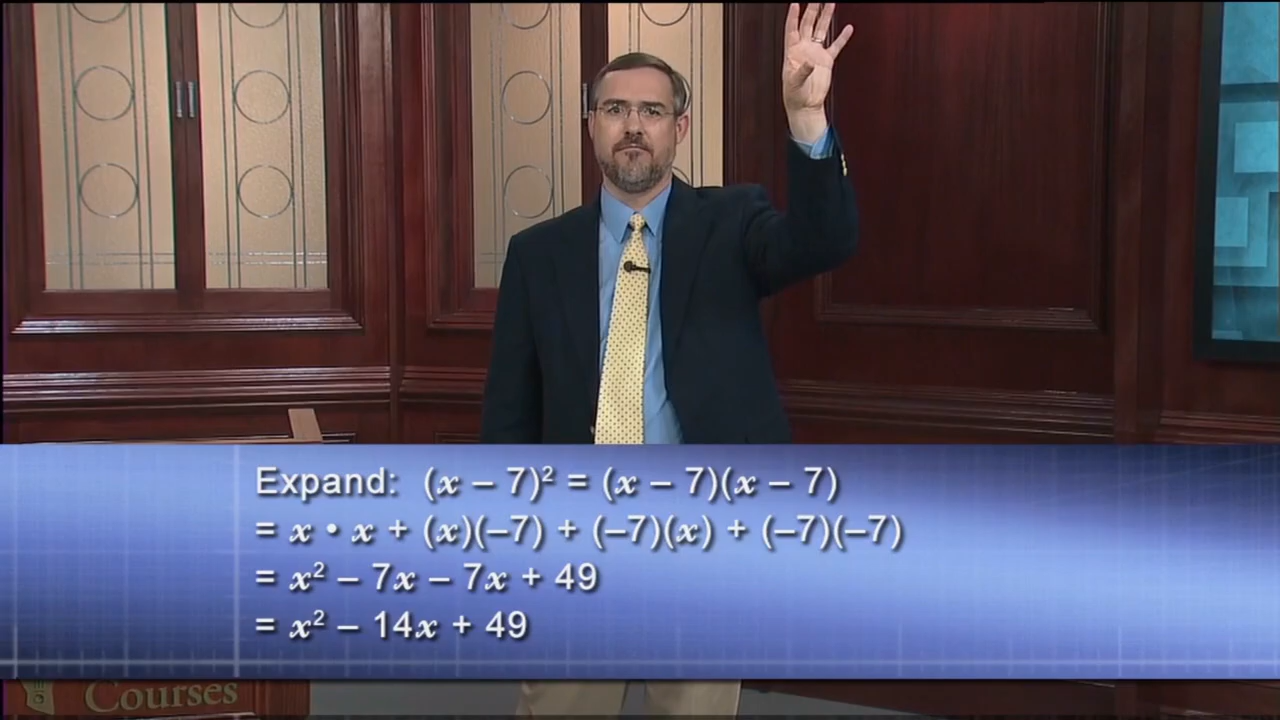 Expand: (x – 7)² = (x – 7)(x – 7)
= x • x + (x)(–7) + (–7)(x) + (–7)(–7)
= x² – 7x – 7x + 49
= x² – 14x + 49
Courses